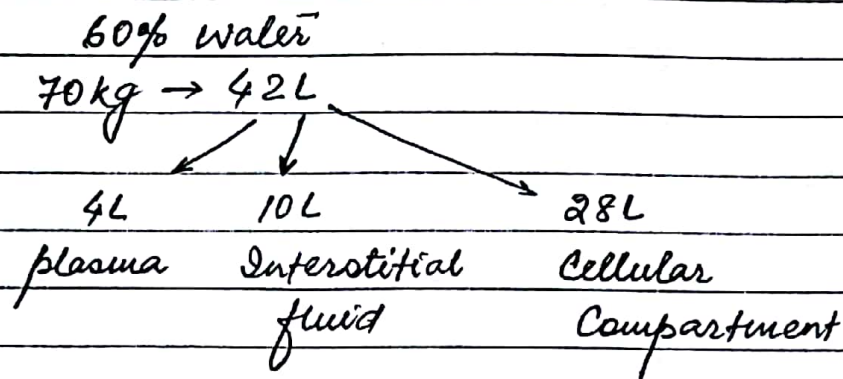 60% water
70kg → 42L
4L 10L 28L
plasma Interstitial Cellular
fluid Compartment